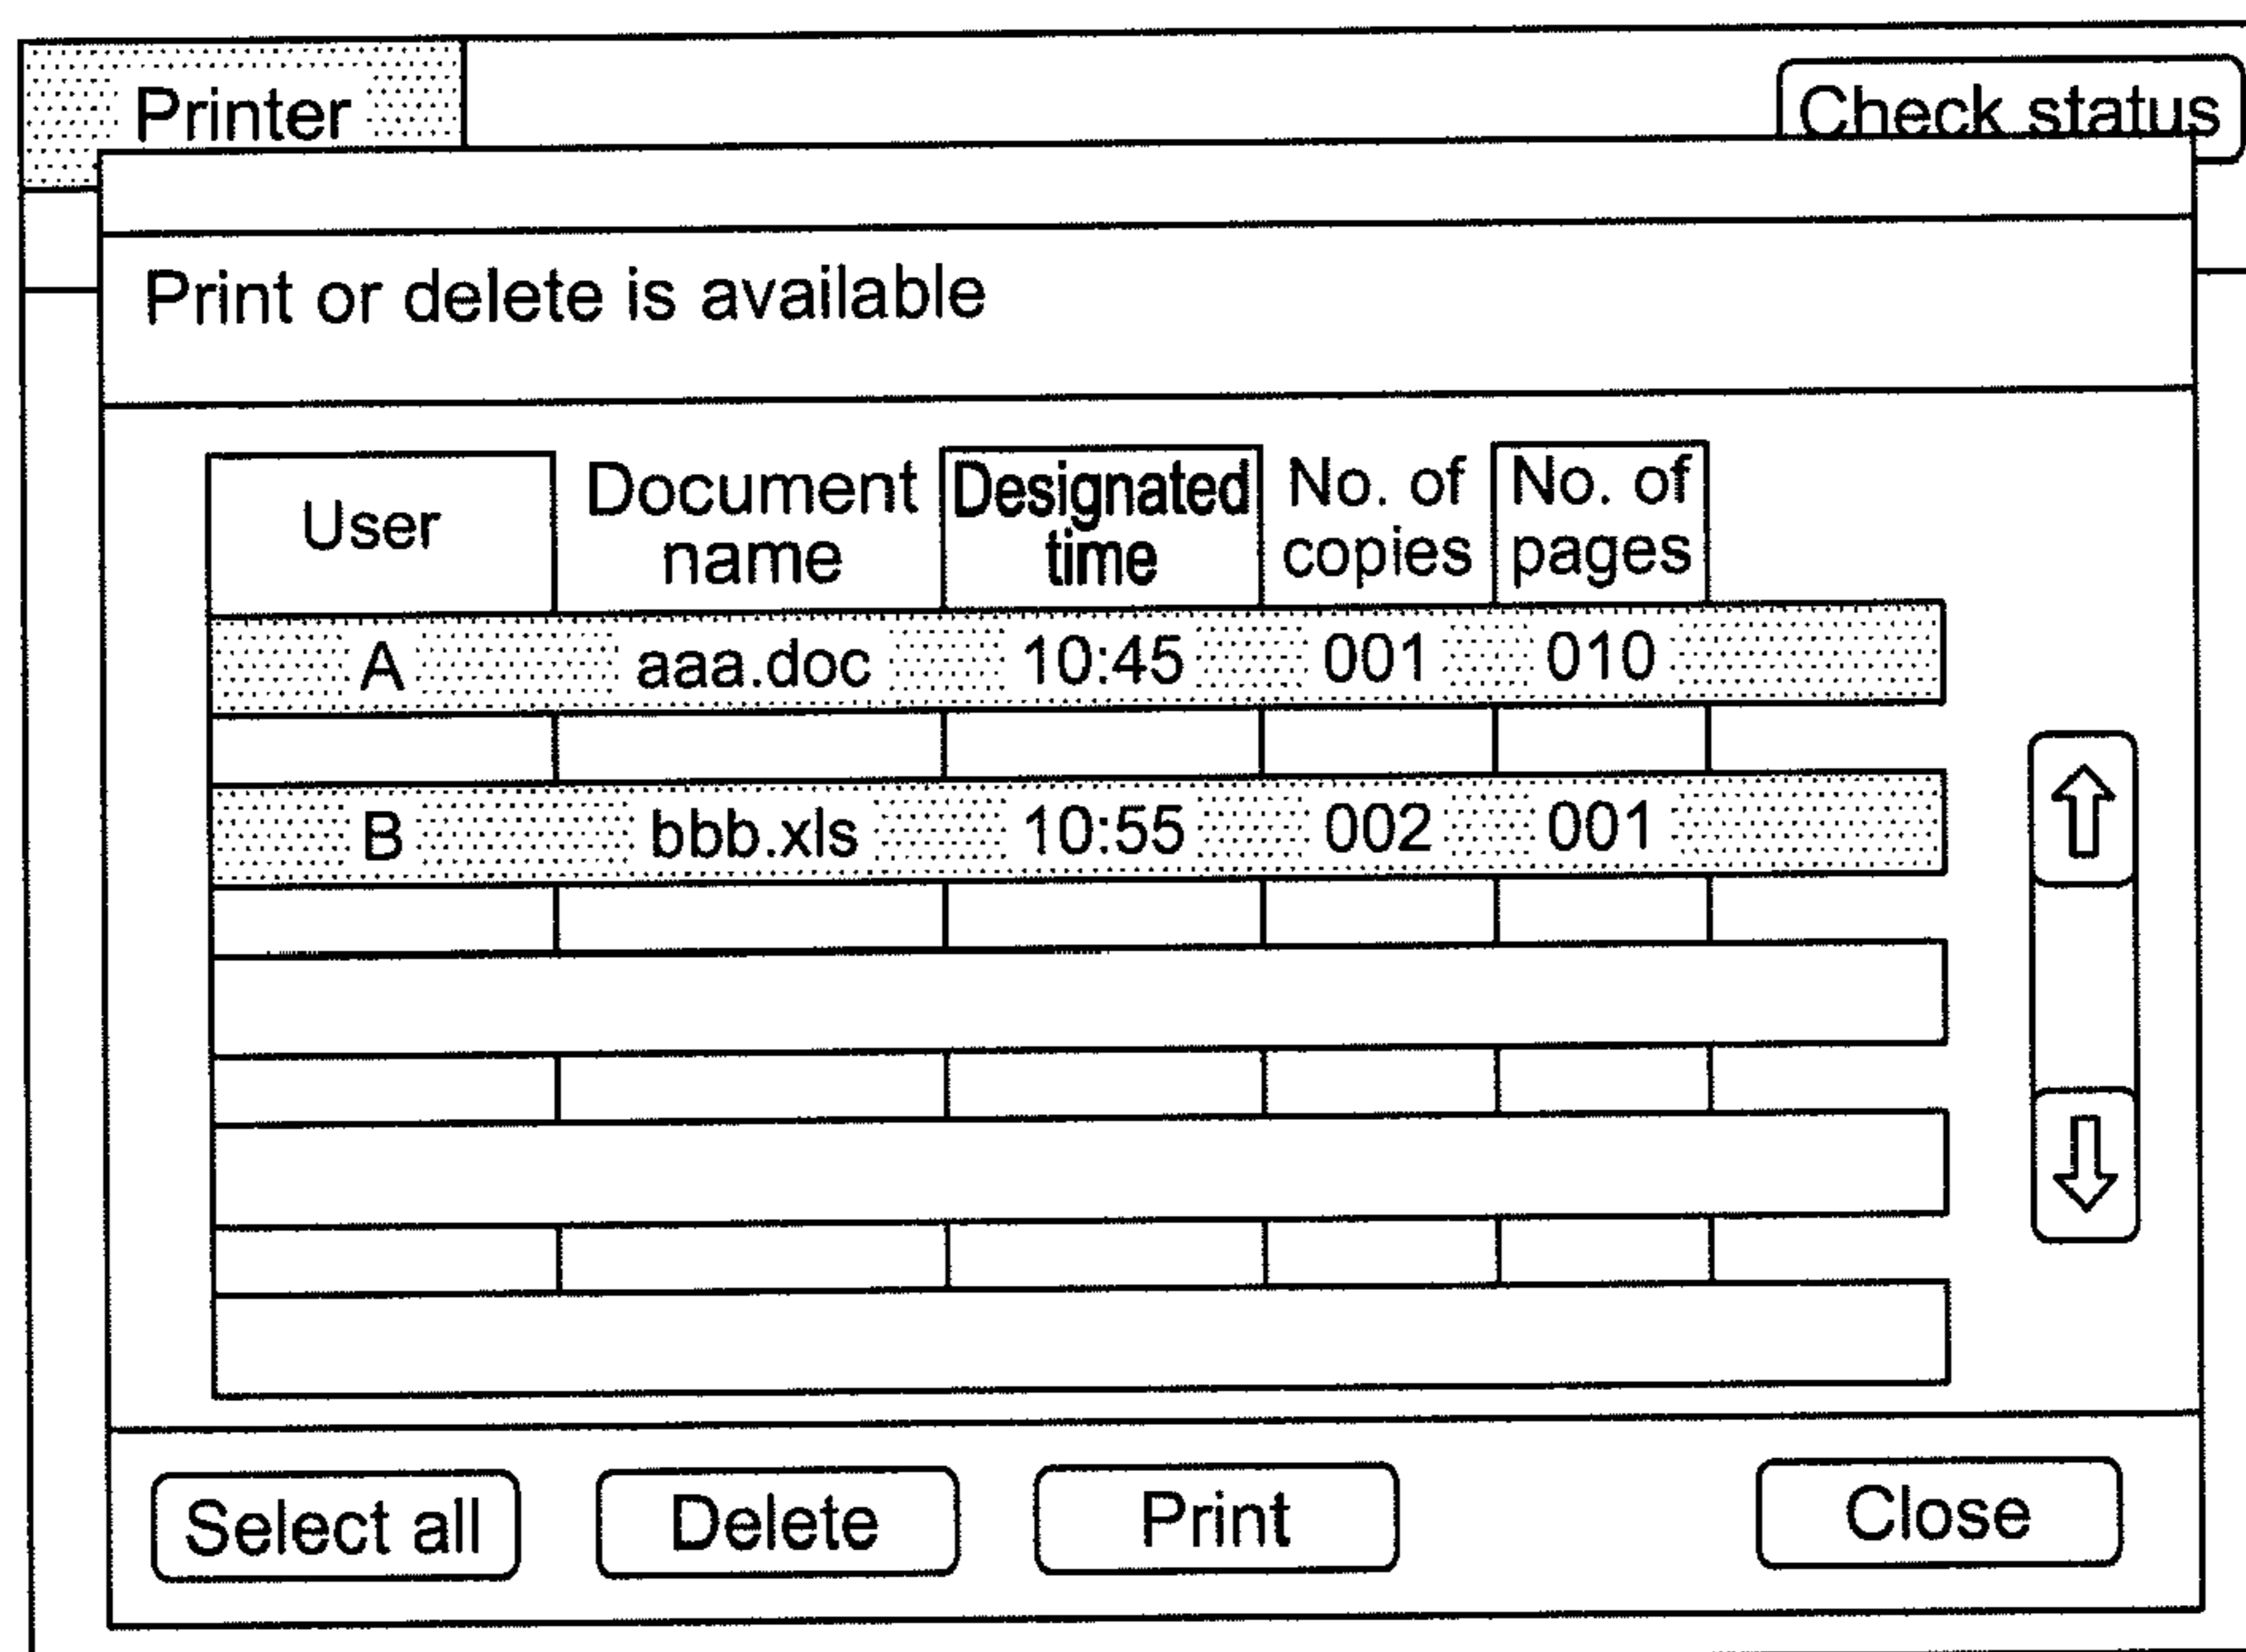 Printer
Check status
Print or delete is available
User Document name Designated time No. of copies No. of pages
A aaa.doc 10:45 001 010
B bbb.xls 10:55 002 001
Select all Delete Print Close